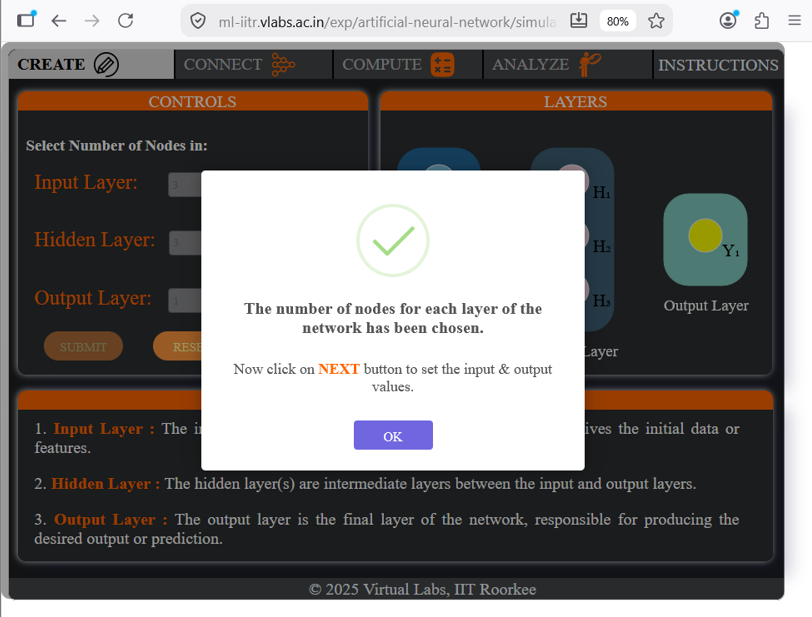 ml-iitr.vlabs.ac.in/exp/artificial-neural-network/simula
80%
CREATE
CONNECT
COMPUTE
ANALYZE
INSTRUCTIONS
CONTROLS
LAYERS
Select Number of Nodes in:
Input Layer:
3
Hidden Layer:
3
Output Layer:
1
SUBMIT
RESE
H₁
H₂
H₃
Layer
Y₁
Output Layer
The number of nodes for each layer of the
network has been chosen.
Now click on NEXT button to set the input & output
values.
OK
1. Input Layer : The in
ives the initial data or
features.
2. Hidden Layer : The hidden layer(s) are intermediate layers between the input and output layers.
3. Output Layer : The output layer is the final layer of the network, responsible for producing the
desired output or prediction.
© 2025 Virtual Labs, IIT Roorkee